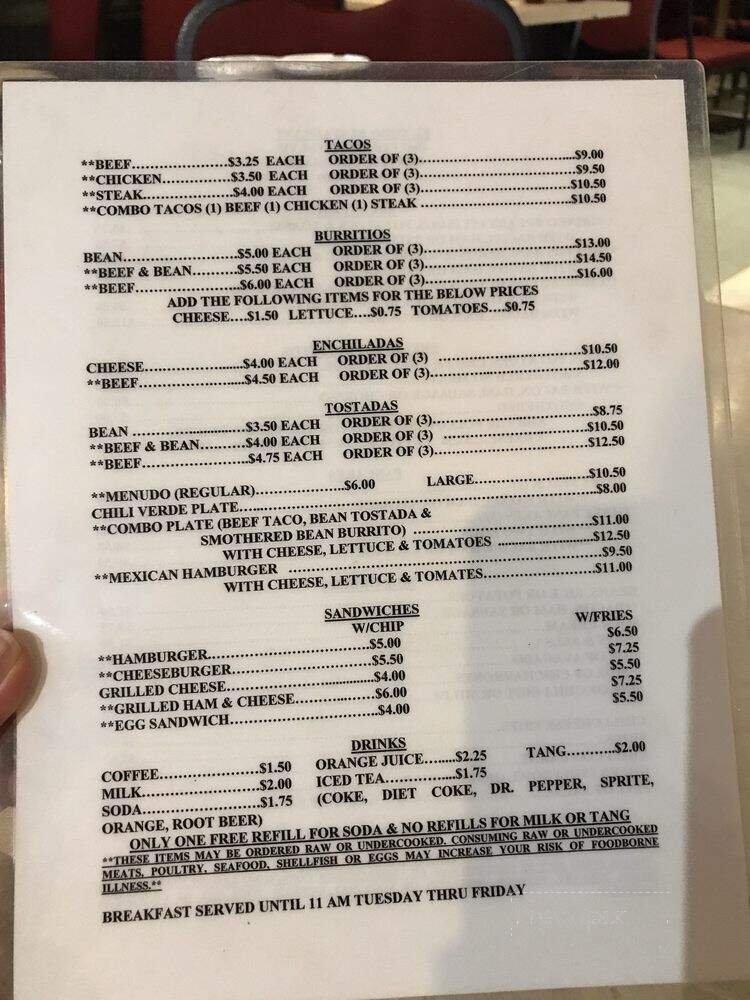 TACOS
**BEEF......................$3.25 EACH ORDER OF (3)......................................$9.00
**CHICKEN...............$3.50 EACH ORDER OF (3)......................................$9.50
**STEAK....................$4.00 EACH ORDER OF (3)......................................$10.50
**COMBO TACOS (1) BEEF (1) CHICKEN (1) STEAK ...................................$10.50
BURRITIOS
BEAN........................$5.00 EACH ORDER OF (3)......................................$13.00
**BEEF & BEAN..........$5.50 EACH ORDER OF (3)......................................$14.50
**BEEF.......................$6.00 EACH ORDER OF (3)......................................$16.00
ADD THE FOLLOWING ITEMS FOR THE BELOW PRICES
CHEESE....$1.50 LETTUCE....$0.75 TOMATOES....$0.75
ENCHILADAS
CHEESE.......................$4.00 EACH ORDER OF (3) ...................................$10.50
**BEEF........................$4.50 EACH ORDER OF (3)......................................$12.00
TOSTADAS
BEAN ..........................$3.50 EACH ORDER OF (3)......................................$8.75
**BEEF & BEAN..........$4.00 EACH ORDER OF (3) ...................................$10.50
**BEEF........................$4.75 EACH ORDER OF (3)......................................$12.50
**MENUDO (REGULAR)...........................$6.00 LARGE............................$10.50
CHILI VERDE PLATE.....................................................................................$8.00
**COMBO PLATE (BEEF TACO, BEAN TOSTADA &
SMOTHERED BEAN BURRITO) ..........................................$11.00
WITH CHEESE, LETTUCE & TOMATOES .............................$12.50
**MEXICAN HAMBURGER .........................................................................$9.50
WITH CHEESE, LETTUCE & TOMATES...........................$11.00
SANDWICHES
W/CHIP W/FRIES
**HAMBURGER......................................$5.00 $6.50
**CHEESEBURGER.................................$5.50 $7.25
GRILLED CHEESE...................................$4.00 $5.50
**GRILLED HAM & CHEESE...................$6.00 $7.25
**EGG SANDWICH...................................$4.00 $5.50
DRINKS
COFFEE.......................$1.50 ORANGE JUICE.......$2.25 TANG...........$2.00
MILK...........................$2.00 ICED TEA................$1.75
SODA...........................$1.75 (COKE, DIET COKE, DR. PEPPER, SPRITE,
ORANGE, ROOT BEER)
ONLY ONE FREE REFILL FOR SODA & NO REFILLS FOR MILK OR TANG
**THESE ITEMS MAY BE ORDERED RAW OR UNDERCOOKED. CONSUMING RAW OR UNDERCOOKED
MEATS, POULTRY, SEAFOOD, SHELLFISH OR EGGS MAY INCREASE YOUR RISK OF FOODBORNE
ILLNESS.**
BREAKFAST SERVED UNTIL 11 AM TUESDAY THRU FRIDAY